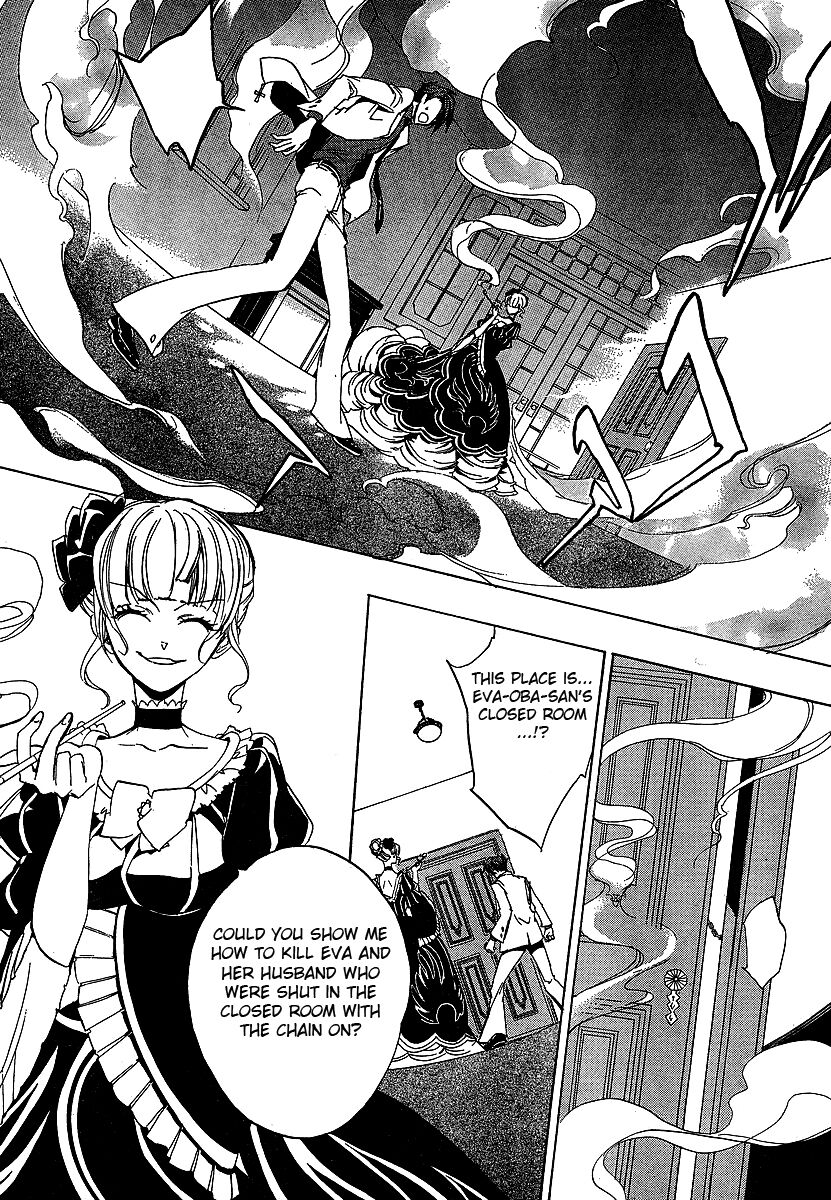 THIS PLACE IS...
EVA-OBA-SAN'S
CLOSED ROOM
...!?
COULD YOU SHOW ME
HOW TO KILL EVA AND
HER HUSBAND WHO
WERE SHUT IN THE
CLOSED ROOM WITH
THE CHAIN ON?